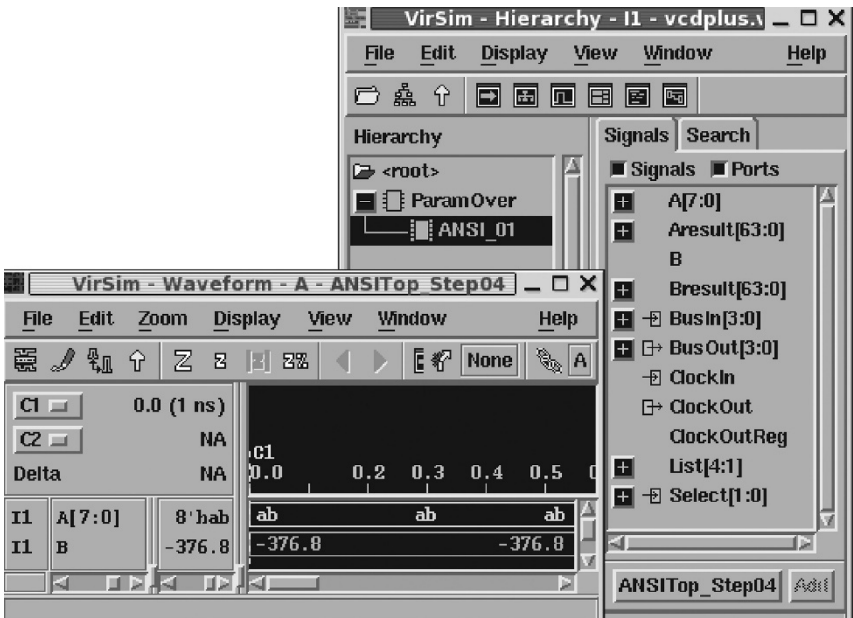 VirSim - Hierarchy - I1 - vcdplus.v
File Edit Display View Window Help
Hierarchy
<root>
ParamOver
ANSI_01
Signals Search
Signals Ports
A[7:0]
Aresult[63:0]
B
Bresult[63:0]
BusIn[3:0]
BusOut[3:0]
ClockIn
ClockOut
ClockOutReg
List[4:1]
Select[1:0]
ANSITop_Step04 Add
VirSim - Waveform - A - ANSITop_Step04
File Edit Zoom Display View Window Help
Z 2 2% None A
C1 0.0 (1 ns)
C2 NA
Delta NA
C1
0.0 0.2 0.3 0.4 0.5 0
I1 A[7:0] 8'hab ab ab ab
I1 B -376.8 -376.8 -376.8